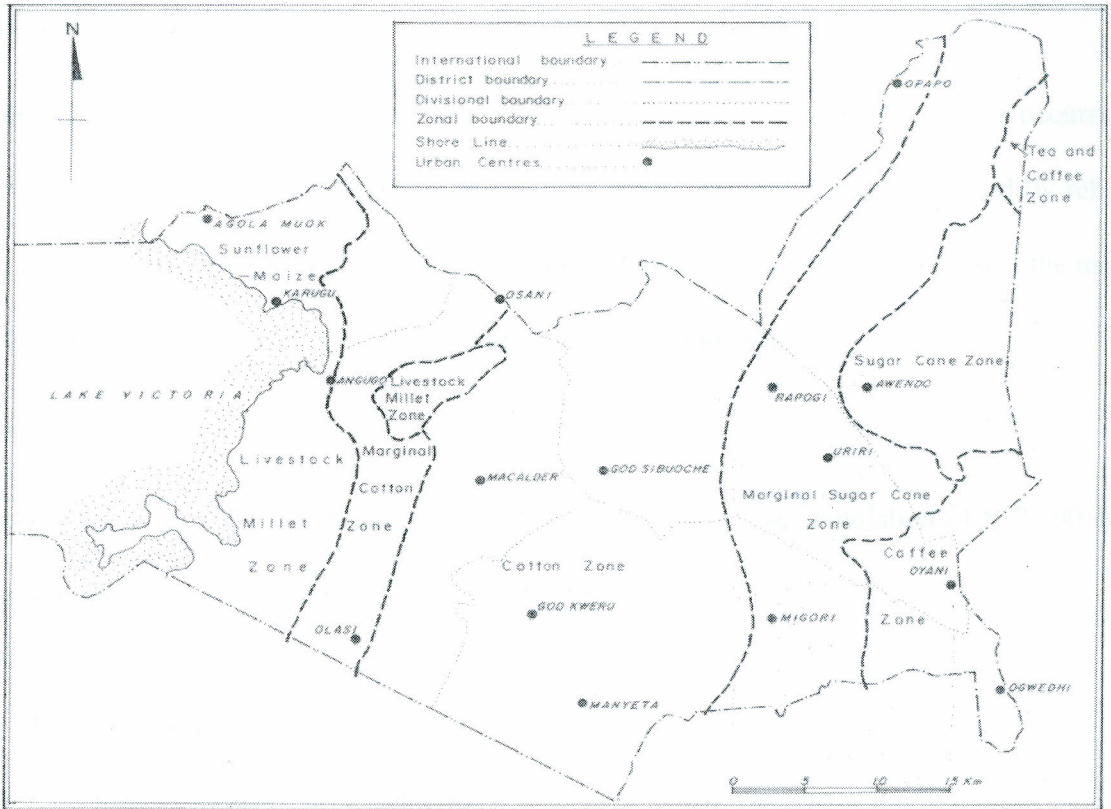 N
LEGEND
International boundary
District boundary
Divisional boundary
Zonal boundary
Shore Line
Urban Centres
OPAPO
Tea and
Coffee
Zone
AGOLA MUOK
Sunflower
-Maize
KARUGU
OSANI
the
Sugar Cane Zone
LAKE VICTORIA
ANGUGO
Livestock
Millet
Zone
RAPOGI
AWENDO
Livestock
Marginal
URIRI
MACALDER
GOD SIBUOCHE
Cotton
Marginal Sugar Cane
Zone
Millet
Zone
Coffee
Zone
Cotton Zone
OYANI
GOD KWERU
MIGORI
Zone
OLASI
OGWEDHI
MANYETA
0 5 10 15 Km